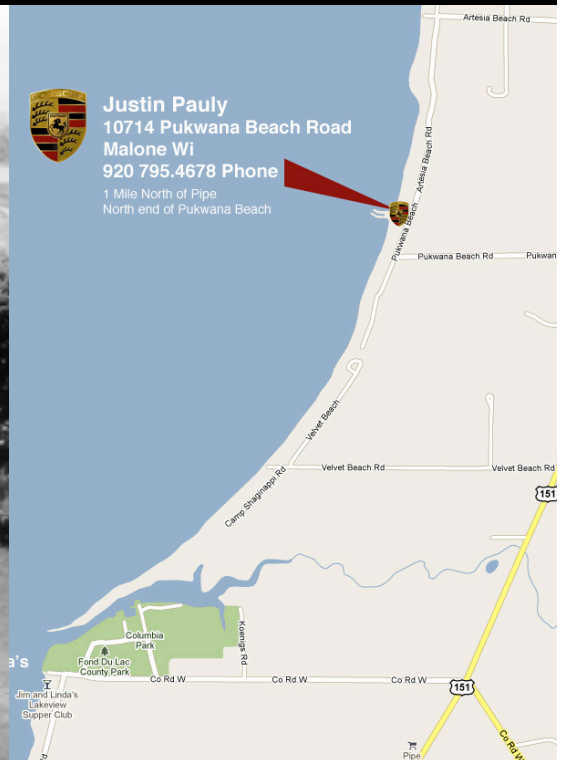 Artesia Beach Rd
PORSCHE
Justin Pauly
10714 Pukwana Beach Road
Malone Wi
920 795.4678 Phone
1 Mile North of Pipe
North end of Pukwana Beach
Artesia Beach Rd
Pukwana Beach
Pukwana Beach Rd
Pukwan
Velvet Beach
Velvet Beach Rd
Velvet Beach Rd
Camp Shaginappi Rd
151
Columbia
Park
Koenigs Rd
a's
Fond Du Lac
County Park
Co Rd W
Co Rd W
Co Rd W
151
Jim and Linda's
Lakeview
Supper Club
Co Rd W
Pipe
Rd